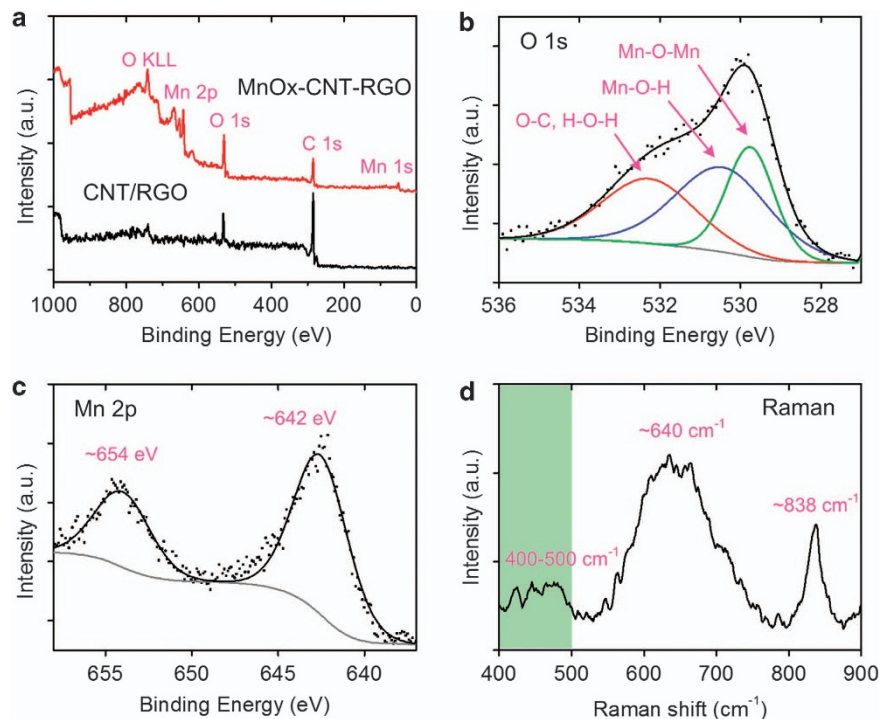 a
O KLL
Mn 2p
MnOx-CNT-RGO
O 1s
C 1s
Mn 1s
CNT/RGO
Intensity (a.u.)
1000 800 600 400 200 0
Binding Energy (eV)
b
O 1s
Mn-O-Mn
Mn-O-H
O-C, H-O-H
Intensity (a.u.)
536 534 532 530 528
Binding Energy (eV)
c
Mn 2p
~642 eV
~654 eV
Intensity (a.u.)
655 650 645 640
Binding Energy (eV)
d
Raman
~640 cm⁻¹
~838 cm⁻¹
400-500 cm⁻¹
Intensity (a.u.)
400 500 600 700 800 900
Raman shift (cm⁻¹)